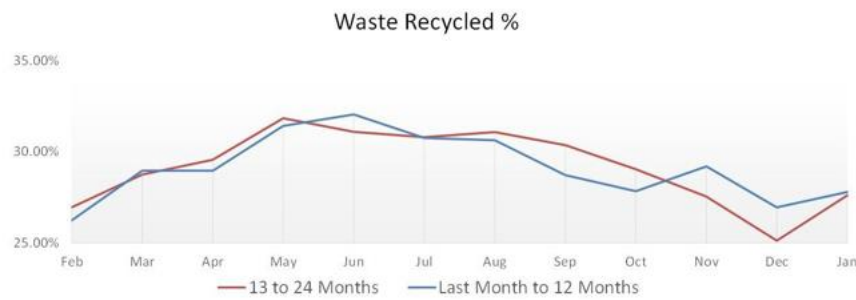 Waste Recycled %
35.00%
30.00%
25.00%
Feb Mar Apr May Jun Jul Aug Sep Oct Nov Dec Jan
13 to 24 Months Last Month to 12 Months